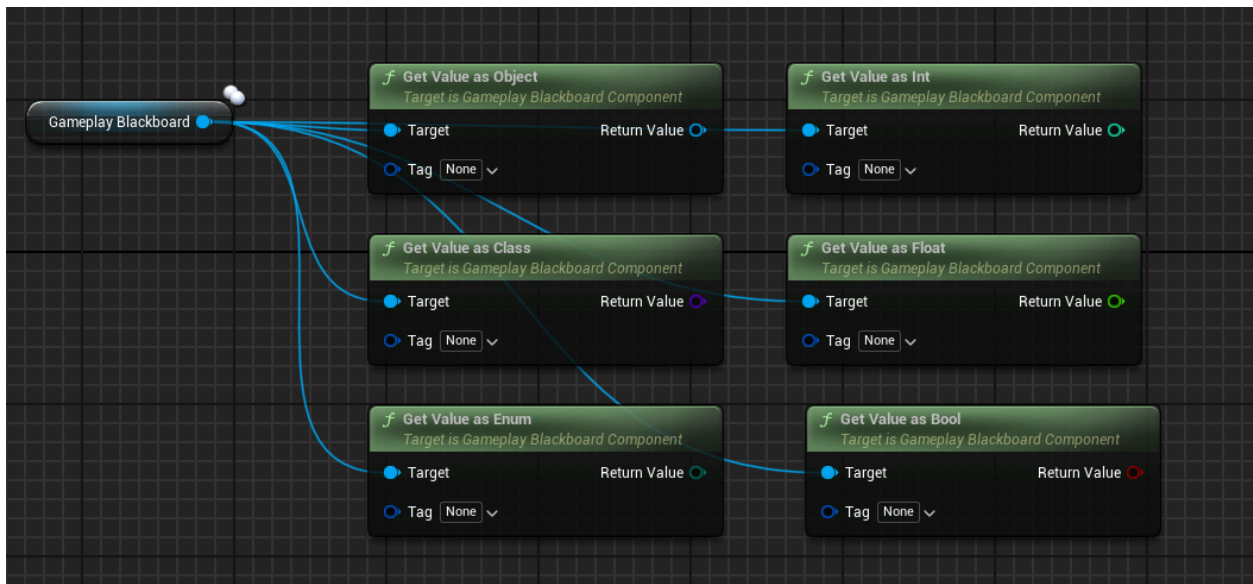 Gameplay Blackboard
f Get Value as Object
Target is Gameplay Blackboard Component
Target Return Value
Tag None
f Get Value as Int
Target is Gameplay Blackboard Component
Target Return Value
Tag None
f Get Value as Class
Target is Gameplay Blackboard Component
Target Return Value
Tag None
f Get Value as Float
Target is Gameplay Blackboard Component
Target Return Value
Tag None
f Get Value as Enum
Target is Gameplay Blackboard Component
Target Return Value
Tag None
f Get Value as Bool
Target is Gameplay Blackboard Component
Target Return Value
Tag None